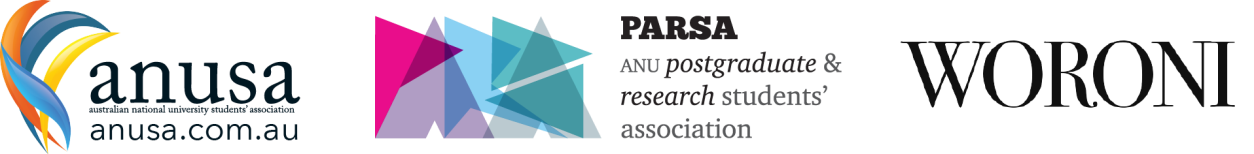 anusa
australian national university students' association
anusa.com.au
PARSA
ANU postgraduate &
research students'
association
WORONI